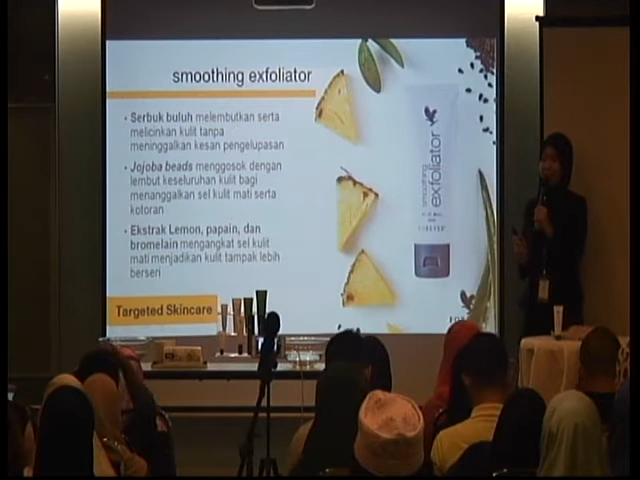 smoothing exfoliator
• Serbuk buluh melembutkan serta
melicinkan kulit tanpa
meninggalkan kesan pengelupasan
• Jojoba beads menggosok dengan
lembut keseluruhan kulit bagi
menanggalkan sel kulit mati serta
kotoran
• Ekstrak Lemon, papain, dan
bromelain mengangkat sel kulit
mati menjadikan kulit tampak lebih
berseri
Targeted Skincare
smoothing
exfoliator
FOREVER